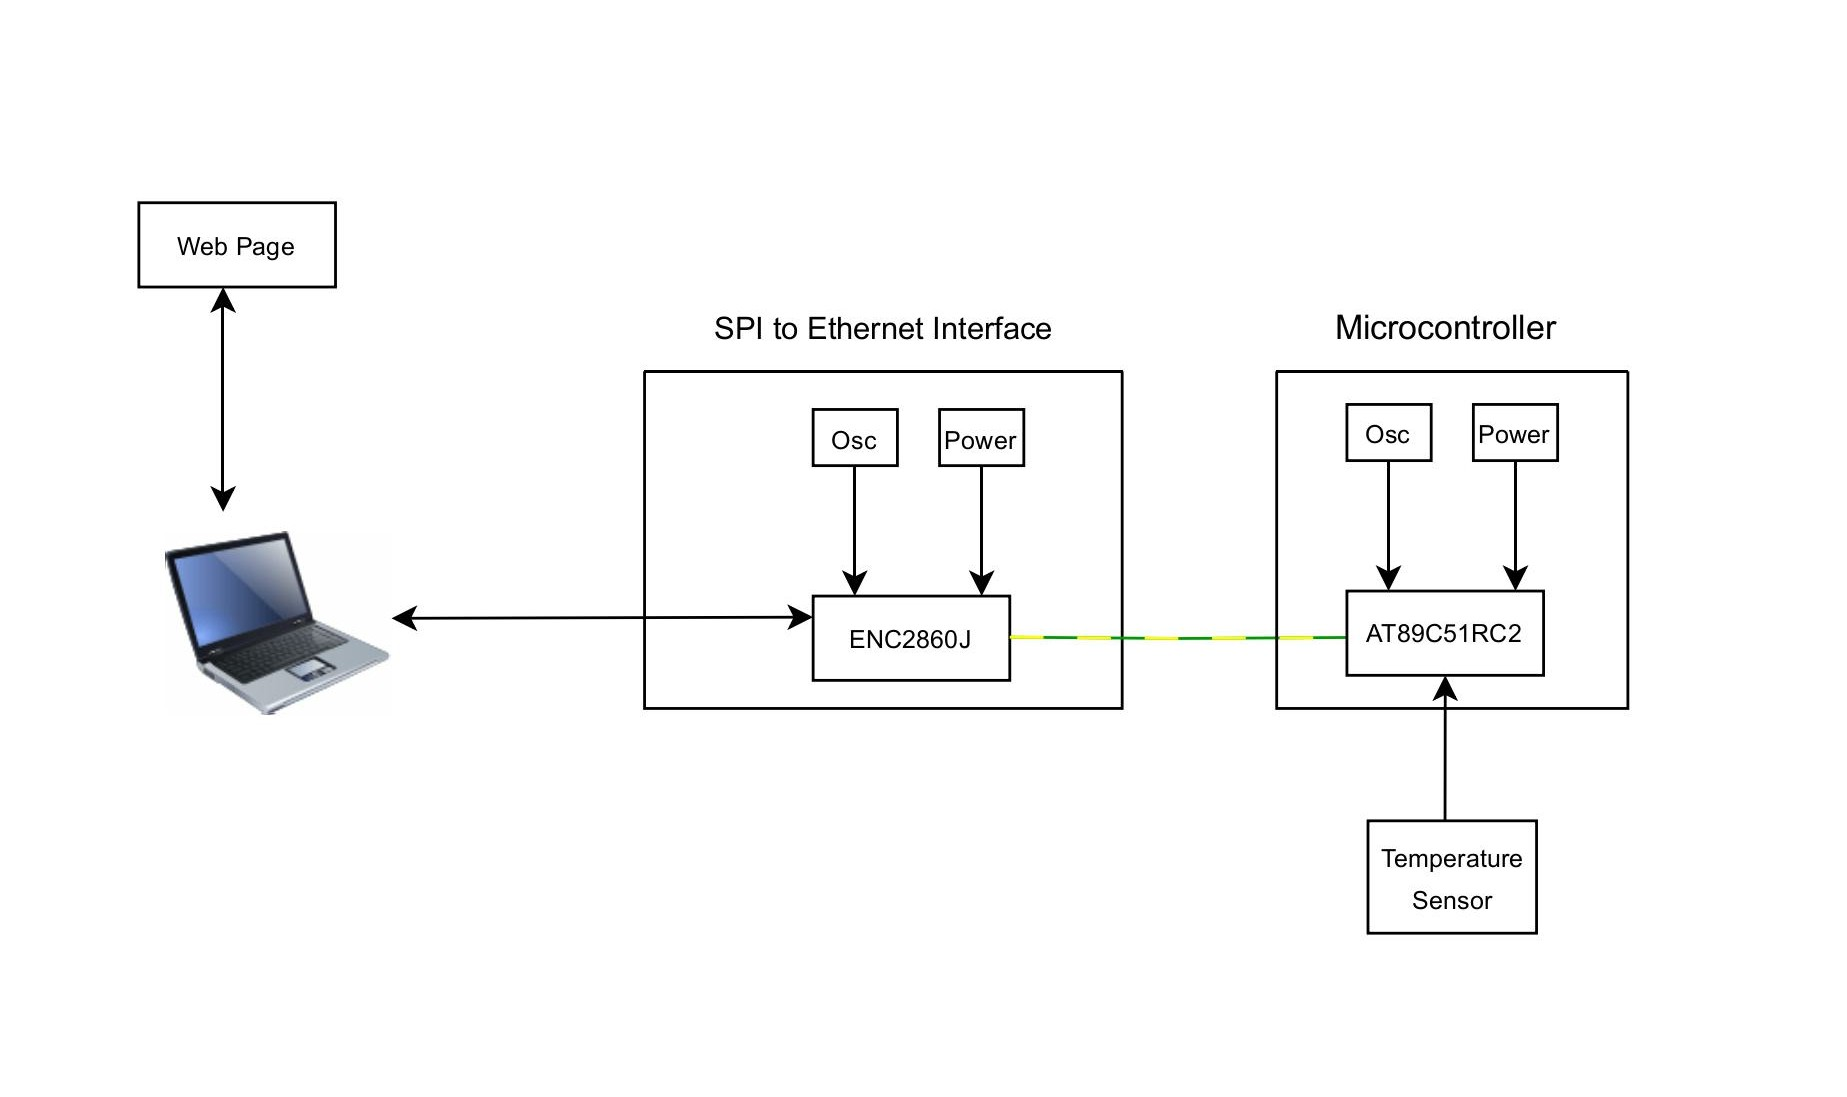 Web Page
SPI to Ethernet Interface
Microcontroller
Osc
Power
Osc
Power
ENC2860J
AT89C51RC2
Temperature
Sensor